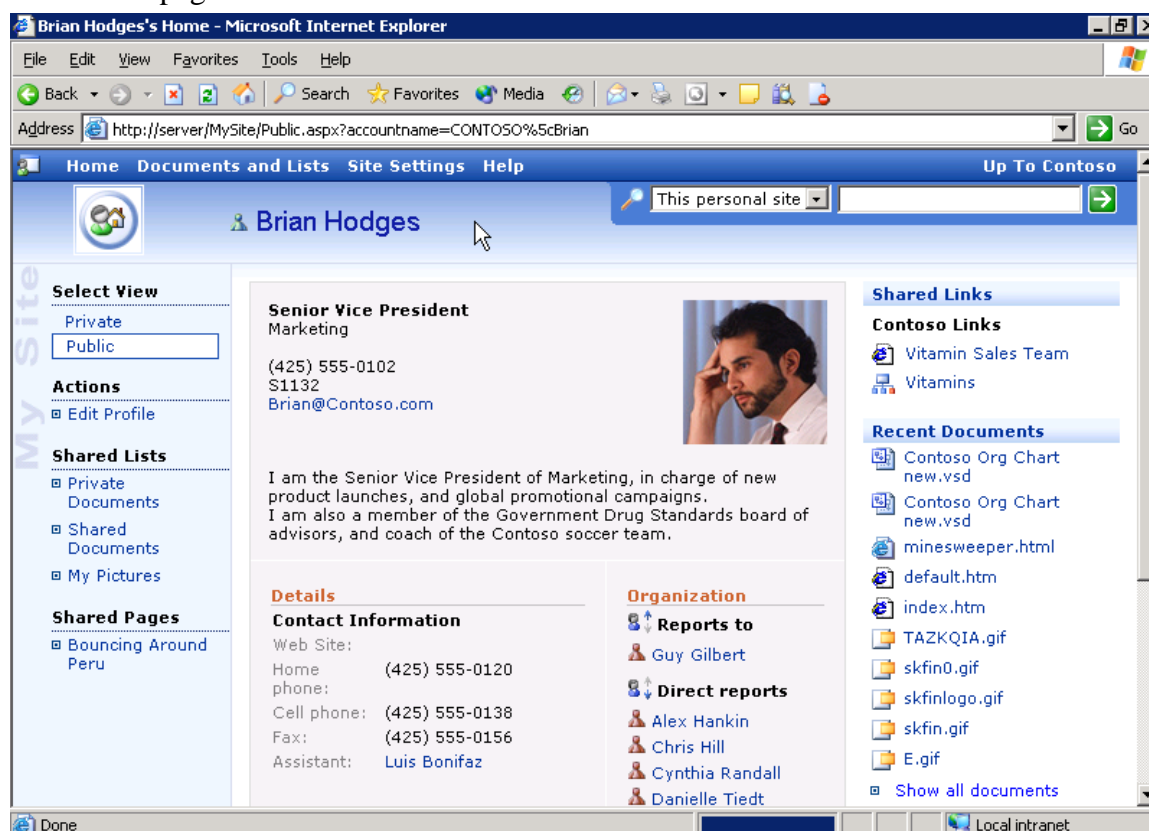 Brian Hodges's Home - Microsoft Internet Explorer
File Edit View Favorites Tools Help
Back Search Favorites Media
Address http://server/MySite/Public.aspx?accountname=CONTOSO%5cBrian Go
Home Documents and Lists Site Settings Help Up To Contoso
This personal site
Brian Hodges
My Site
Select View
Private
Public
Actions
Edit Profile
Shared Lists
Private
Documents
Shared
Documents
My Pictures
Shared Pages
Bouncing Around
Peru
Senior Vice President
Marketing
(425) 555-0102
S1132
Brian@Contoso.com
I am the Senior Vice President of Marketing, in charge of new
product launches, and global promotional campaigns.
I am also a member of the Government Drug Standards board of
advisors, and coach of the Contoso soccer team.
Details
Contact Information
Web Site:
Home (425) 555-0120
phone:
Cell phone: (425) 555-0138
Fax: (425) 555-0156
Assistant: Luis Bonifaz
Organization
Reports to
Guy Gilbert
Direct reports
Alex Hankin
Chris Hill
Cynthia Randall
Danielle Tiedt
Shared Links
Contoso Links
Vitamin Sales Team
Vitamins
Recent Documents
Contoso Org Chart
new.vsd
Contoso Org Chart
new.vsd
minesweeper.html
default.htm
index.htm
TAZKQIA.gif
skfin0.gif
skfinlogo.gif
skfin.gif
E.gif
Show all documents
Done Local intranet